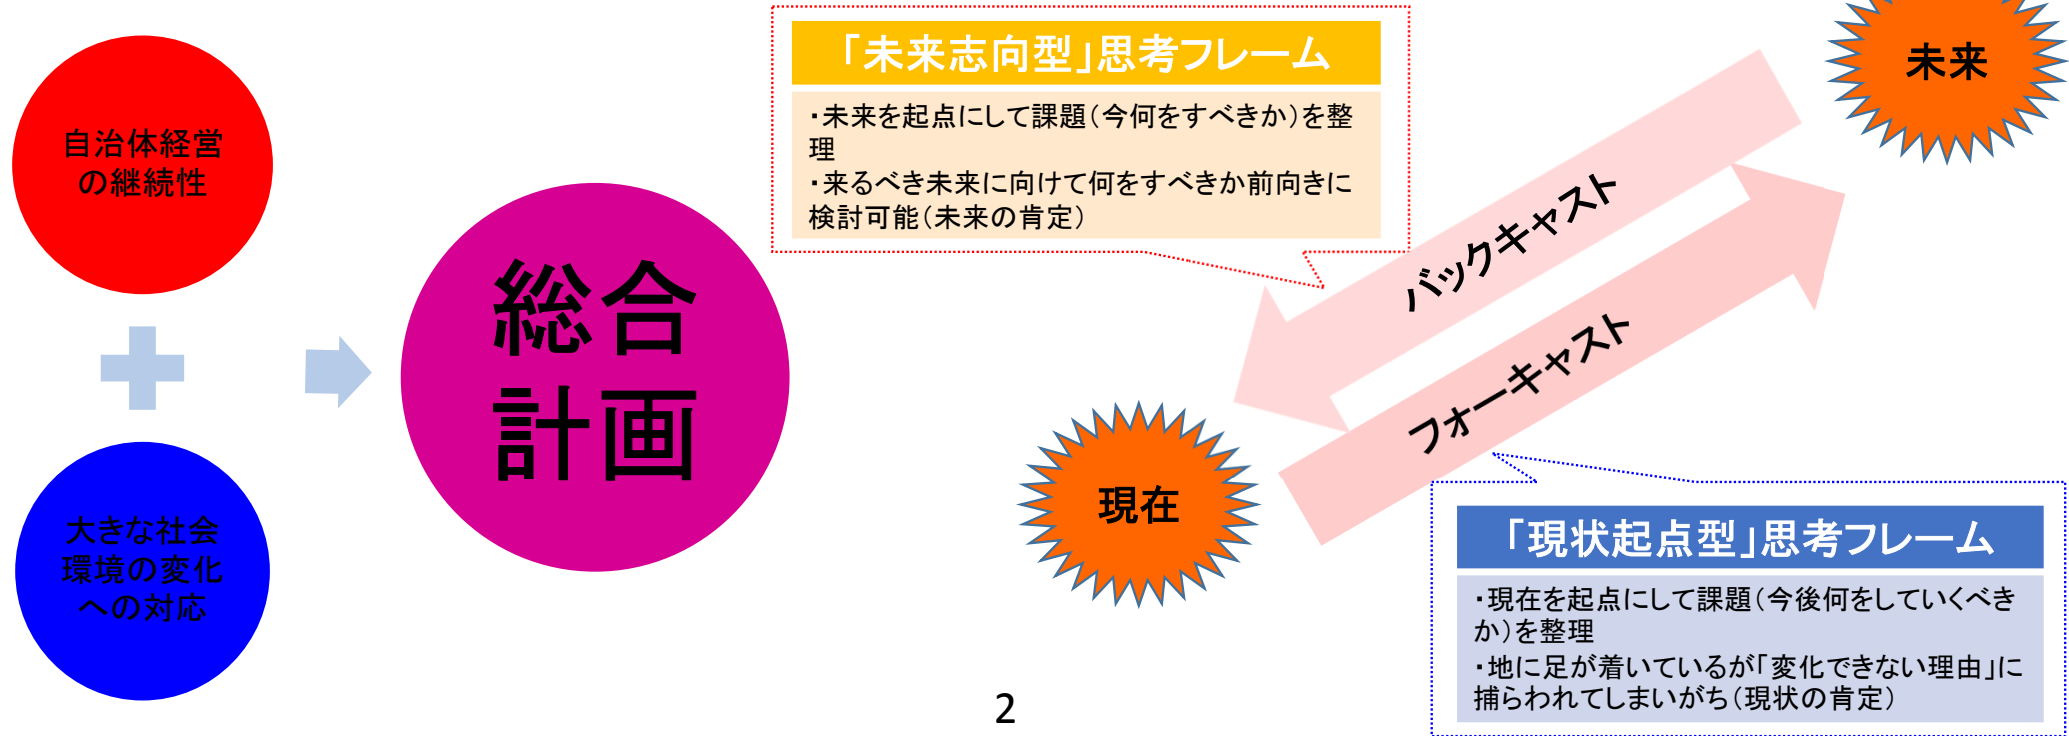 自治体経営
の継続性
大きな社会
環境の変化
への対応
総合
計画
「未来志向型」思考フレーム
・未来を起点にして課題（今何をすべきか）を整
理
・来るべき未来に向けて何をすべきか前向きに
検討可能（未来の肯定）
未来
バックキャスト
フォーキャスト
現在
「現状起点型」思考フレーム
・現在を起点にして課題（今後何をしていくべき
か）を整理
・地に足が着いているが「変化できない理由」に
捕らわれてしまいがち（現状の肯定）
2